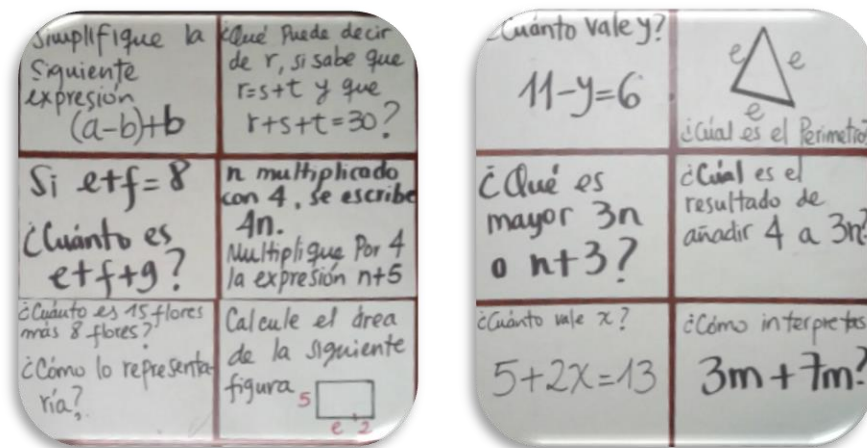 Simplifique la
siguiente
expresión
(a-b)+b
¿Qué Puede decir
de r, si sabe que
r=s+t y que
r+s+t=30?
Si e+f=8
¿Cuánto es
e+f+g?
n multiplicado
con 4, se escribe
4n.
Multiplique Por 4
la expresión n+5
¿Cuánto es 15 flores
más 8 flores?
¿Cómo lo representa
ría?
Calcule el área
de la siguiente
figura
5
e 2
¿Cuánto vale y?
11-y=6
e e
e
¿Cúal es el Perimetro?
¿Qué es
mayor 3n
o n+3?
¿Cúal es el
resultado de
añadir 4 a 3n?
¿Cuánto vale x?
5+2x=13
¿Cómo interpretas
3m+7m?